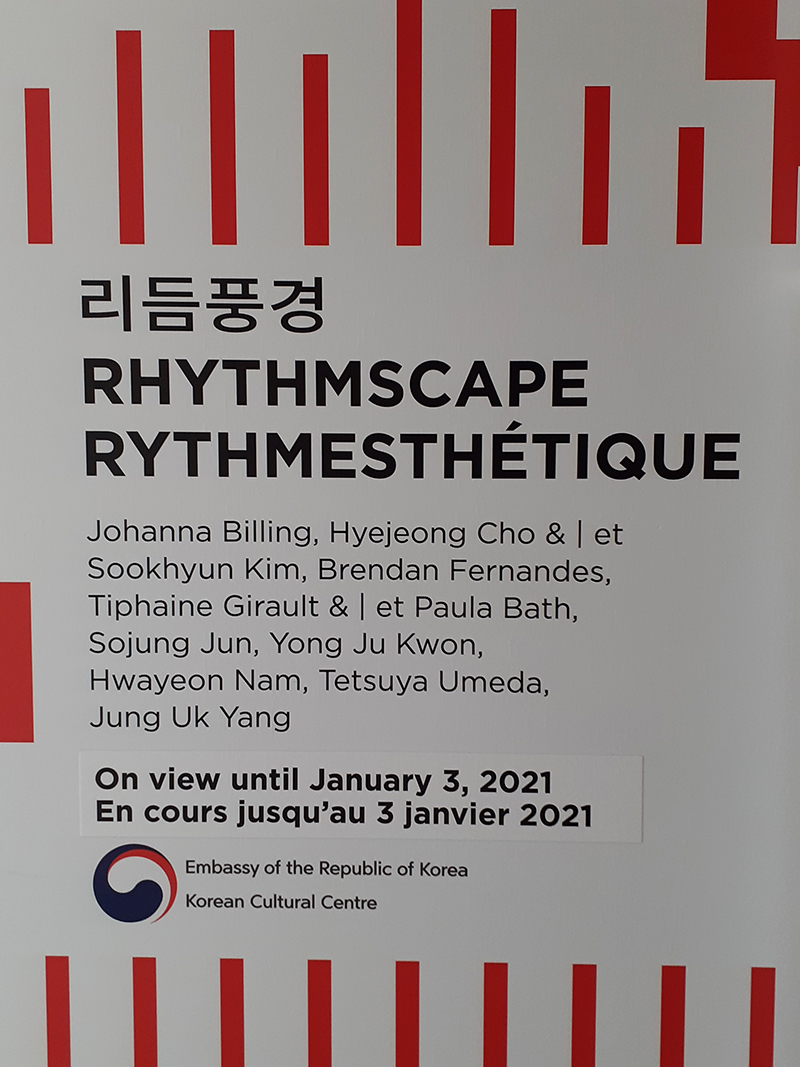 리듬풍경
RHYTHMSCAPE
RYTHMESTHÉTIQUE
Johanna Billing, Hyejeong Cho & | et
Sookhyun Kim, Brendan Fernandes,
Tiphaine Girault & | et Paula Bath,
Sojung Jun, Yong Ju Kwon,
Hwayeon Nam, Tetsuya Umeda,
Jung Uk Yang
On view until January 3, 2021
En cours jusqu'au 3 janvier 2021
Embassy of the Republic of Korea
Korean Cultural Centre